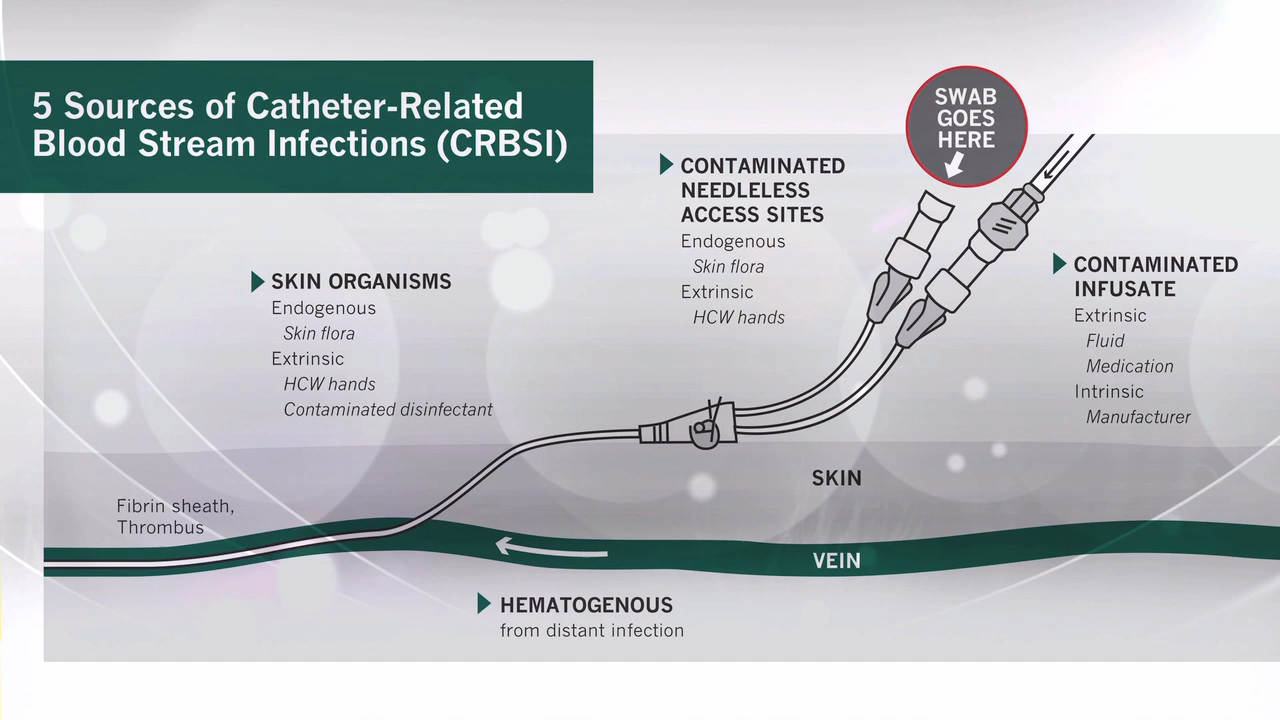 5 Sources of Catheter-Related
Blood Stream Infections (CRBSI)
SWAB
GOES
HERE
CONTAMINATED
NEEDLELESS
ACCESS SITES
Endogenous
Skin flora
Extrinsic
HCW hands
CONTAMINATED
INFUSATE
Extrinsic
Fluid
Medication
Intrinsic
Manufacturer
SKIN ORGANISMS
Endogenous
Skin flora
Extrinsic
HCW hands
Contaminated disinfectant
SKIN
Fibrin sheath,
Thrombus
VEIN
HEMATOGENOUS
from distant infection